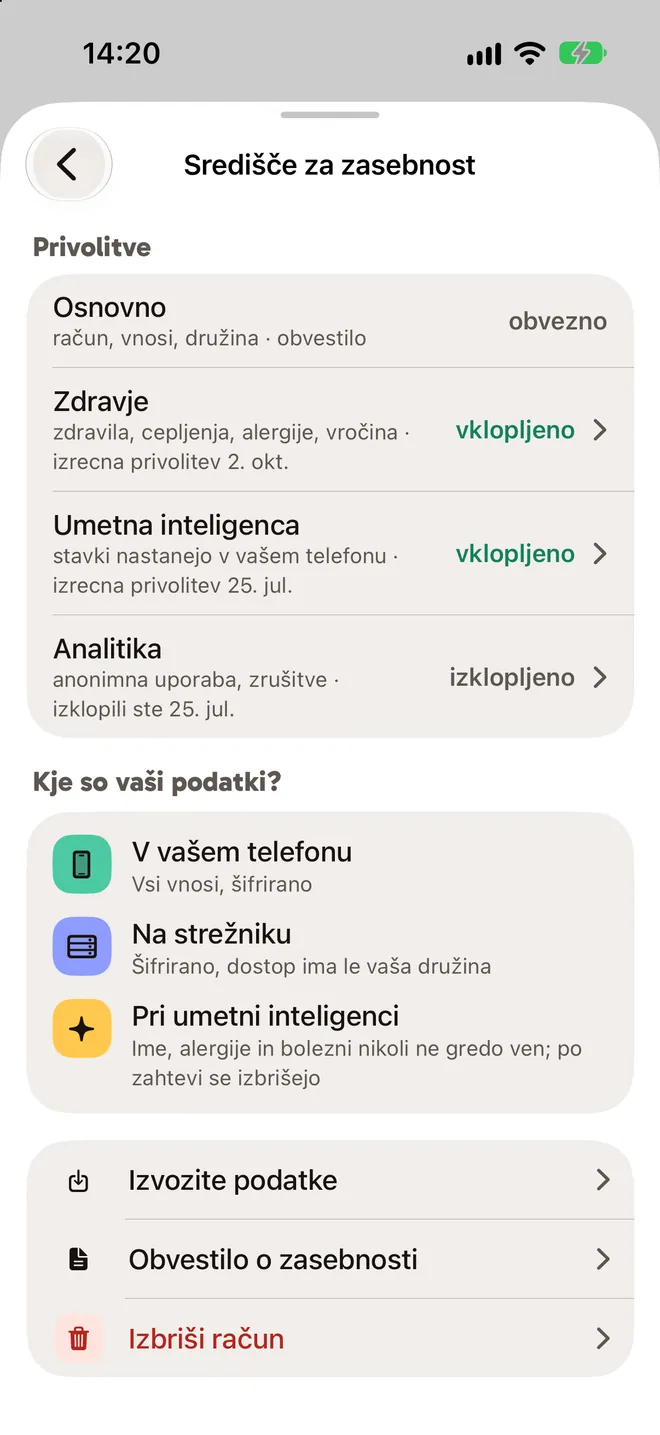 14:20
Središče za zasebnost
Privolitve
Osnovno
račun, vnosi, družina · obvestilo
obvezno
Zdravje
zdravila, cepljenja, alergije, vročina ·
izrecna privolitev 2. okt.
vklopljeno
Umetna inteligenca
stavki nastanejo v vašem telefonu ·
izrecna privolitev 25. jul.
vklopljeno
Analitika
anonimna uporaba, zrušitve ·
izklopili ste 25. jul.
izklopljeno
Kje so vaši podatki?
V vašem telefonu
Vsi vnosi, šifrirano
Na strežniku
Šifrirano, dostop ima le vaša družina
Pri umetni inteligenci
Ime, alergije in bolezni nikoli ne gredo ven; po
zahtevi se izbrišejo
Izvozite podatke
Obvestilo o zasebnosti
Izbriši račun